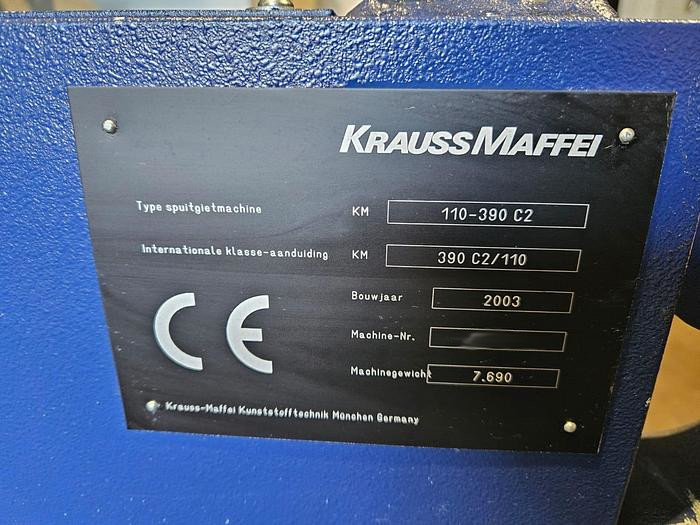 KRAUSSMAFFEI
Type spuitgietmachine KM 110-390 C2
Internationale klasse-aanduiding KM 390 C2/110
Bouwjaar 2003
Machine-Nr.
Machinegewicht 7.690
CE
Krauss-Maffei Kunststofftechnik München Germany